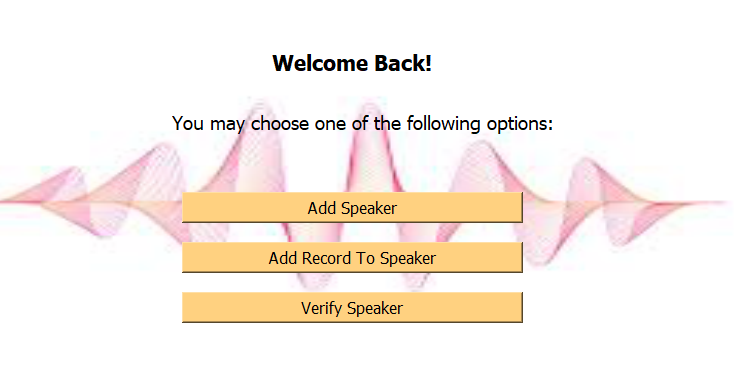 Welcome Back!
You may choose one of the following options:
Add Speaker
Add Record To Speaker
Verify Speaker